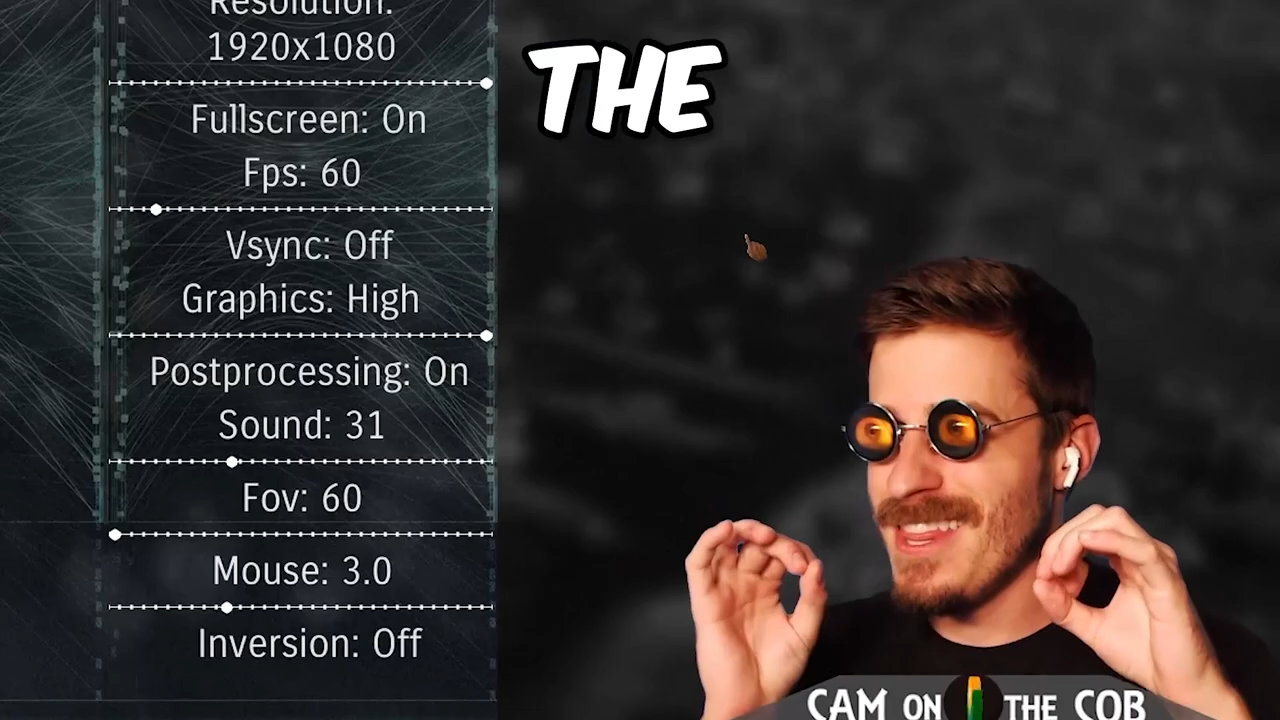 Resolution:
1920x1080
THE
Fullscreen: On
Fps: 60
Vsync: Off
Graphics: High
Postprocessing: On
Sound: 31
Fov: 60
Mouse: 3.0
Inversion: Off
CAM ON THE COB